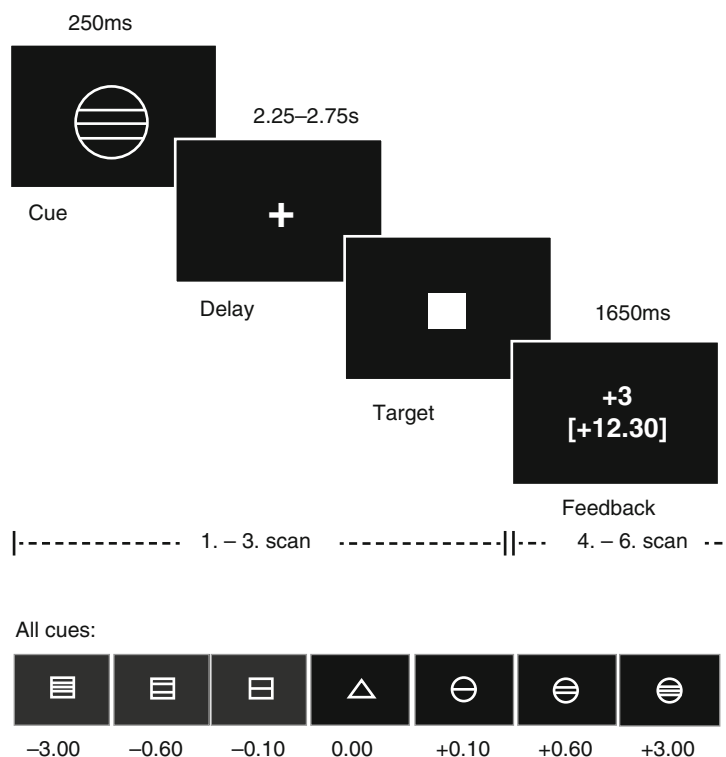 250ms
2.25–2.75s
Cue
Delay
1650ms
Target
+3
[+12.30]
Feedback
1. – 3. scan
4. – 6. scan
All cues:
–3.00 –0.60 –0.10 0.00 +0.10 +0.60 +3.00